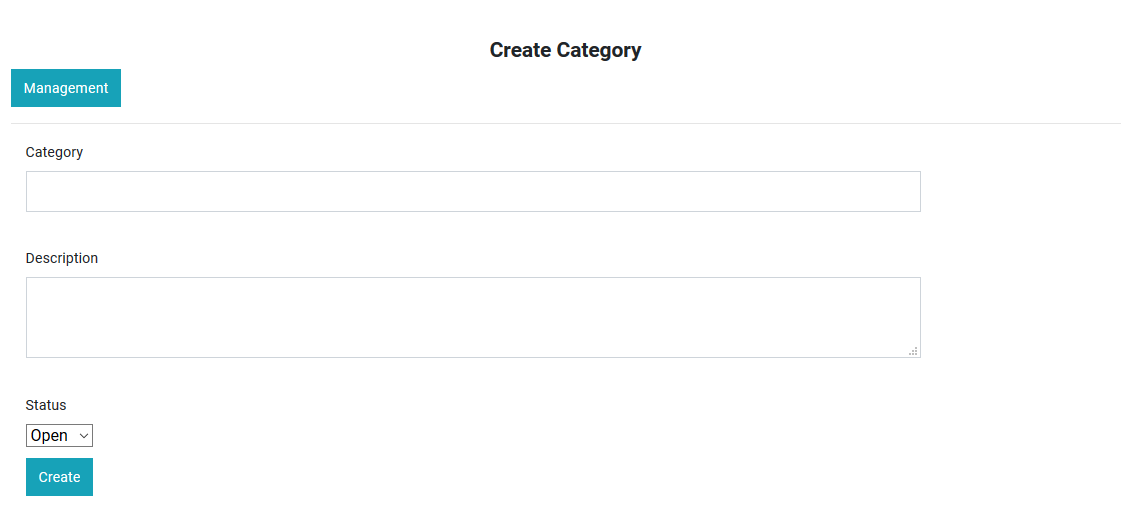 Create Category
Management
Category
Description
Status
Open
Create